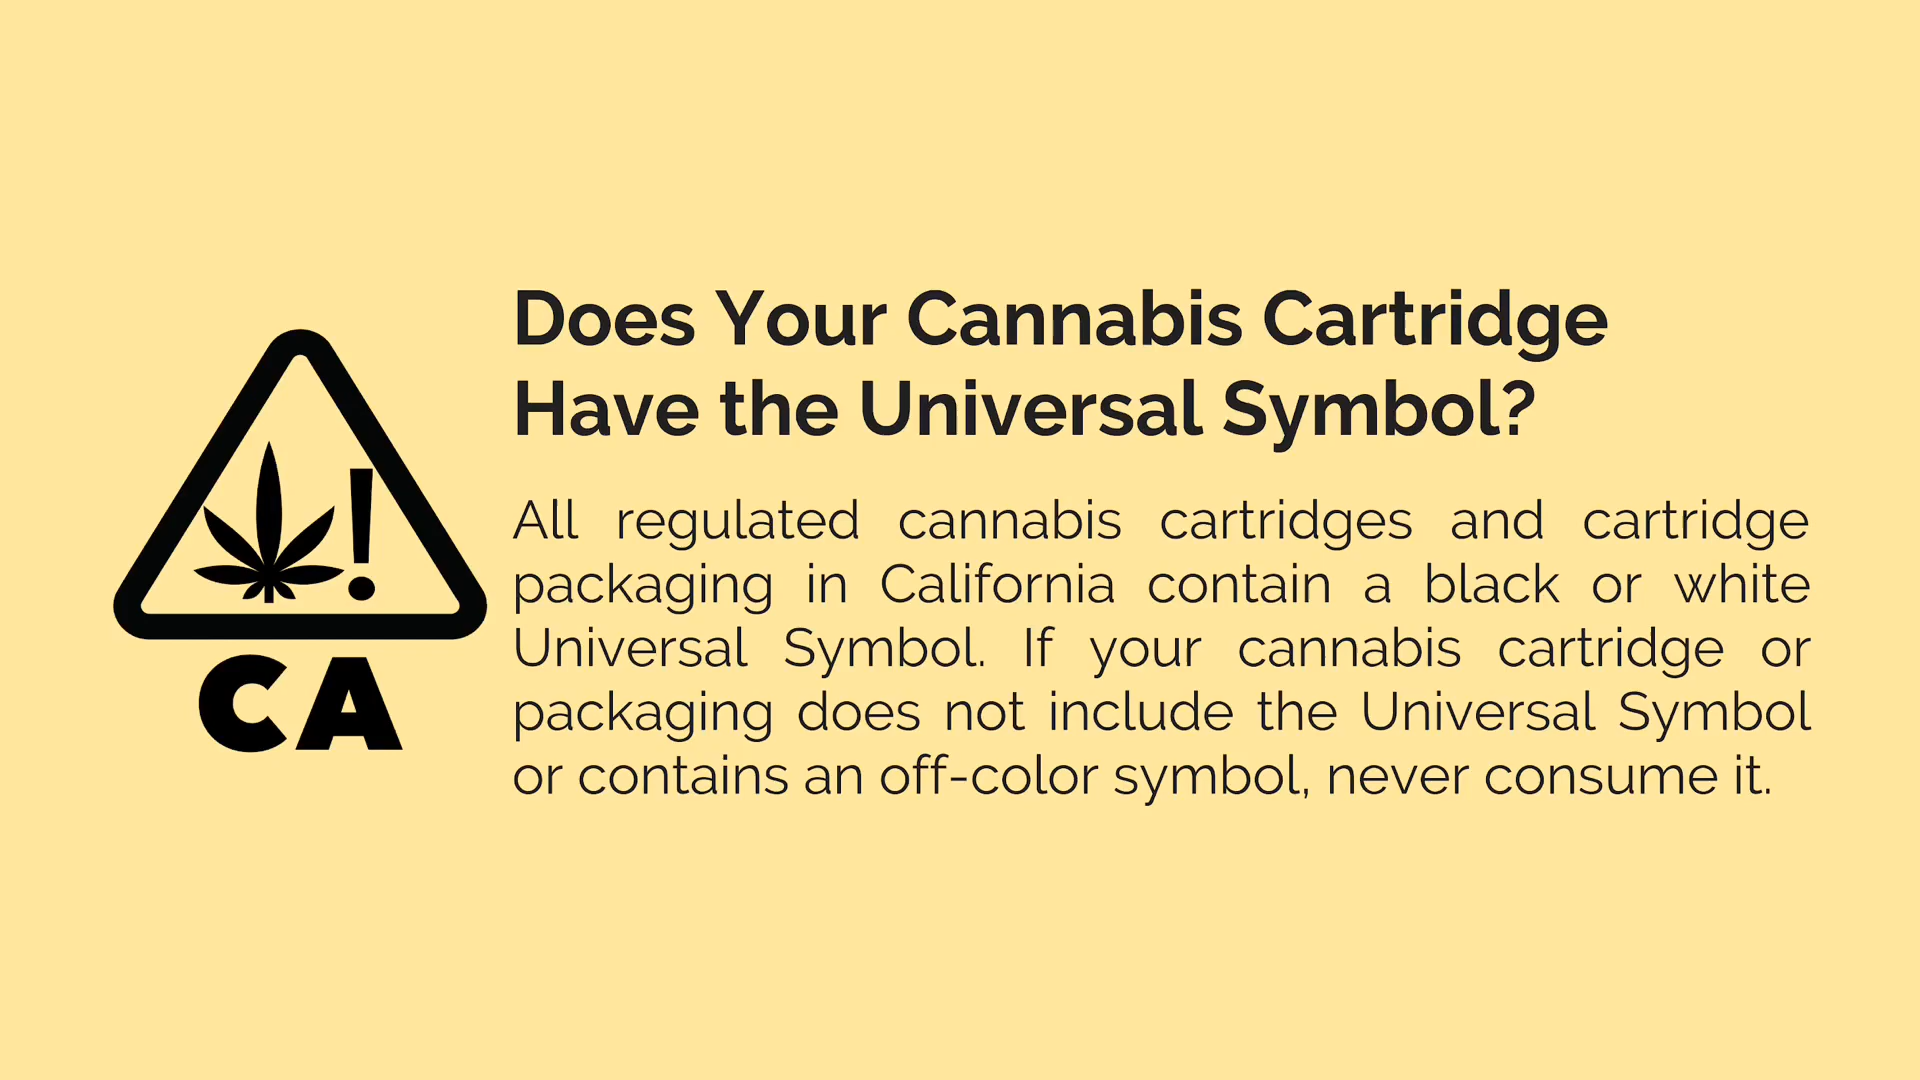 Does Your Cannabis Cartridge
Have the Universal Symbol?
All regulated cannabis cartridges and cartridge
packaging in California contain a black or white
Universal Symbol. If your cannabis cartridge or
packaging does not include the Universal Symbol
or contains an off-color symbol, never consume it.
!
CA